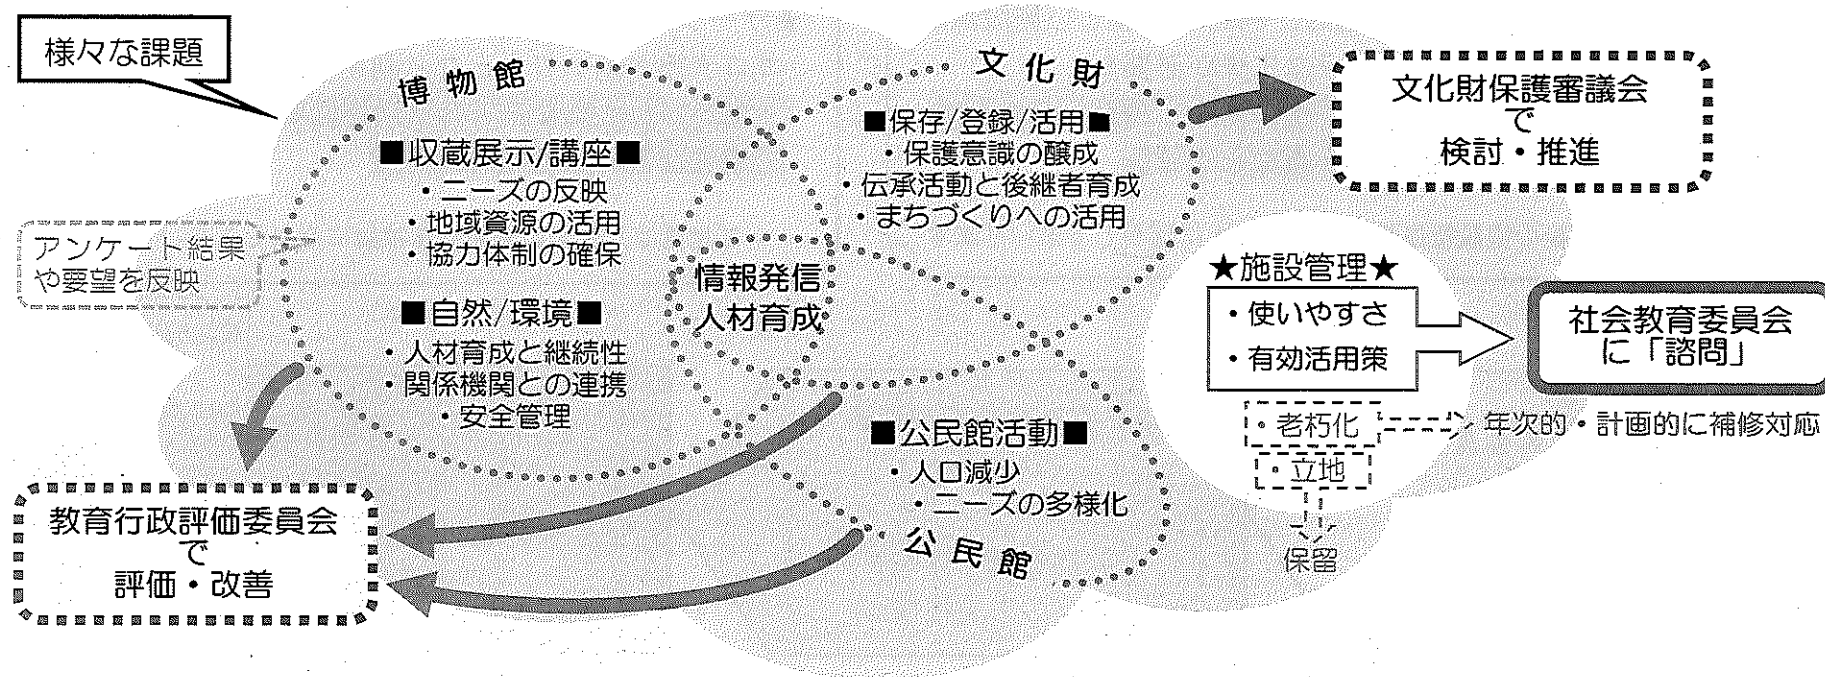 様々な課題
博物館
■収蔵展示/講座■
・ニーズの反映
・地域資源の活用
・協力体制の確保
■自然/環境■
・人材育成と継続性
・関係機関との連携
・安全管理
アンケート結果
や要望を反映
文化財
■保存/登録/活用■
・保護意識の醸成
・伝承活動と後継者育成
・まちづくりへの活用
情報発信
人材育成
■公民館活動■
・人口減少
・ニーズの多様化
公民館
文化財保護審議会
で
検討・推進
★施設管理★
・使いやすさ
・有効活用策
社会教育委員会
に「諮問」
・老朽化
年次的・計画的に補修対応
・立地
保留
教育行政評価委員会
で
評価・改善